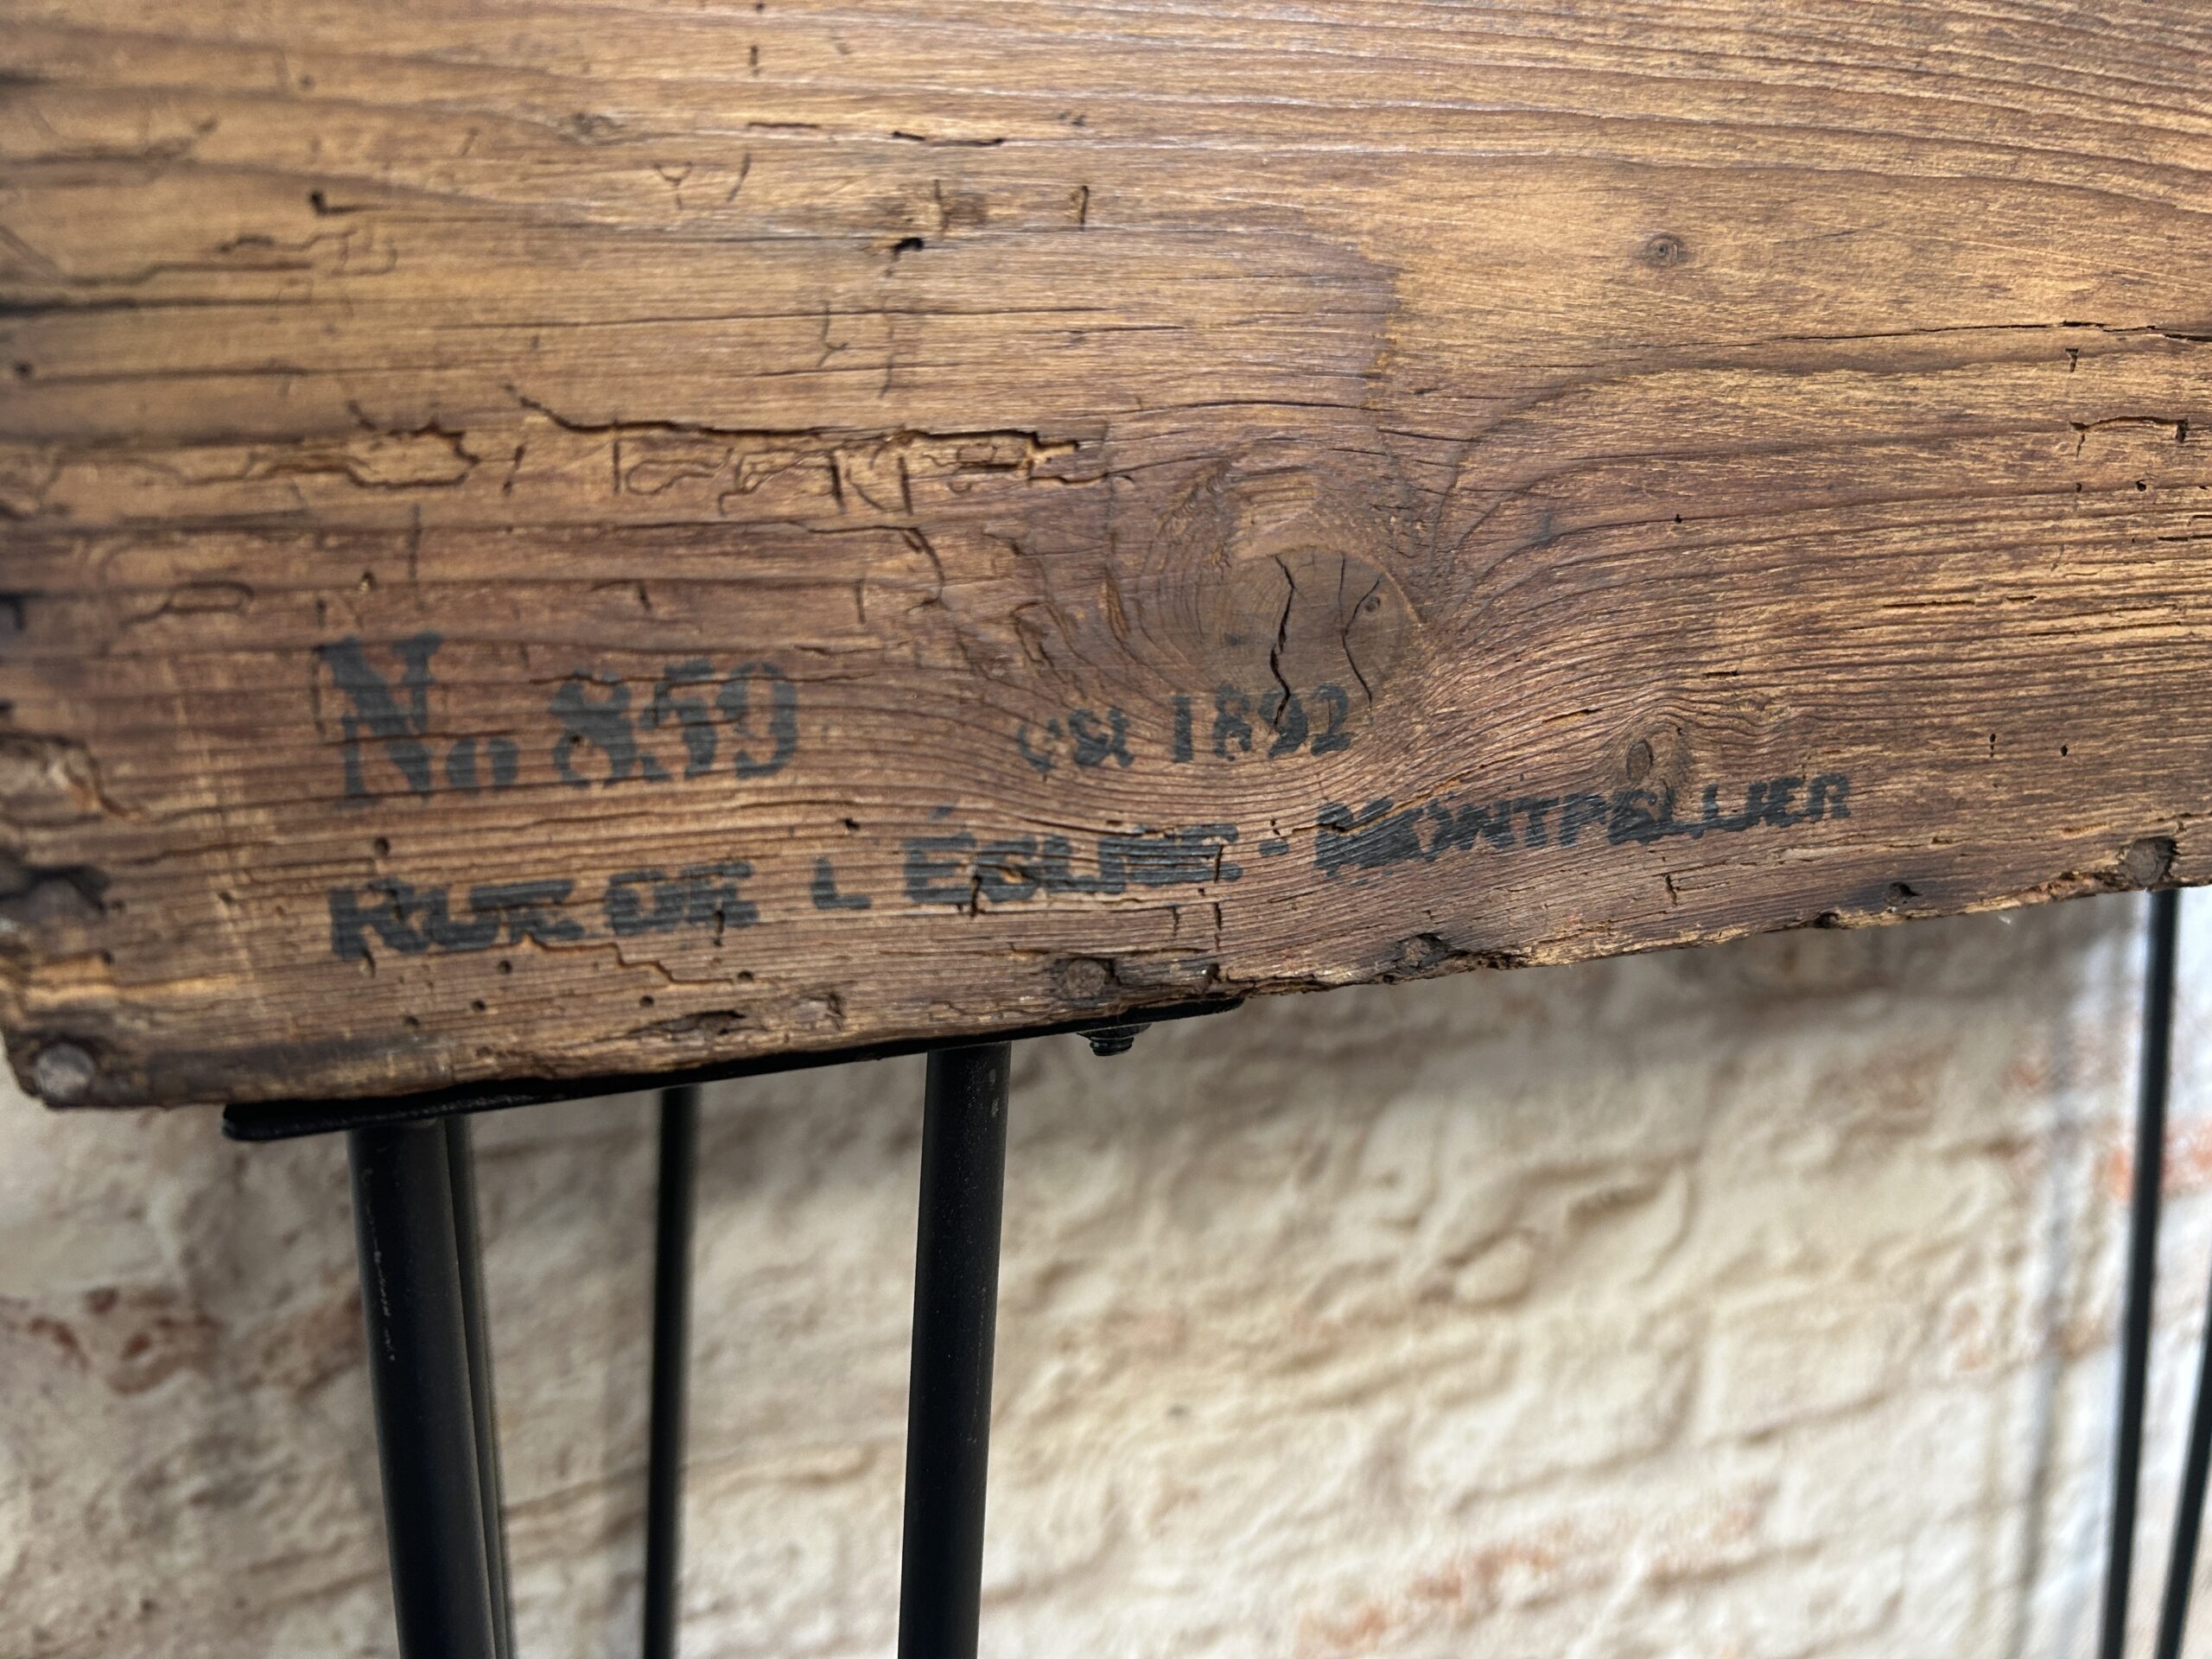 No 859 est 1892
RUE DE L'ÉGLISE - MONTPELLIER